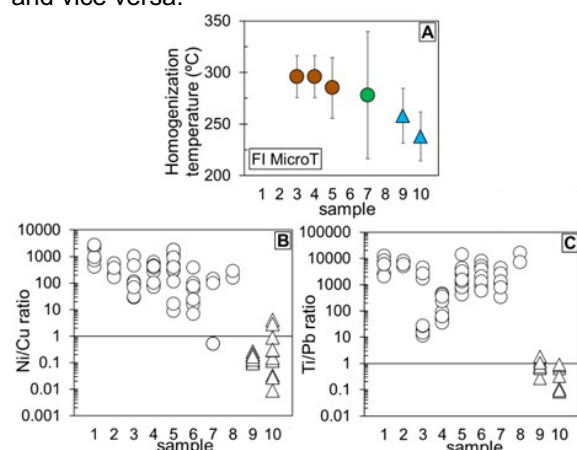 and vice versa.
350
A
300
250
200
Homogenization
temperature (ºC)
FI MicroT
1 2 3 4 5 6 7 8 9 10
sample
10000
1000
100
10
1
0.1
0.01
0.001
Ni/Cu ratio
B
1 2 3 4 5 6 7 8 9 10
sample
100000
10000
1000
100
10
1
0.1
0.01
Ti/Pb ratio
C
1 2 3 4 5 6 7 8 9 10
sample